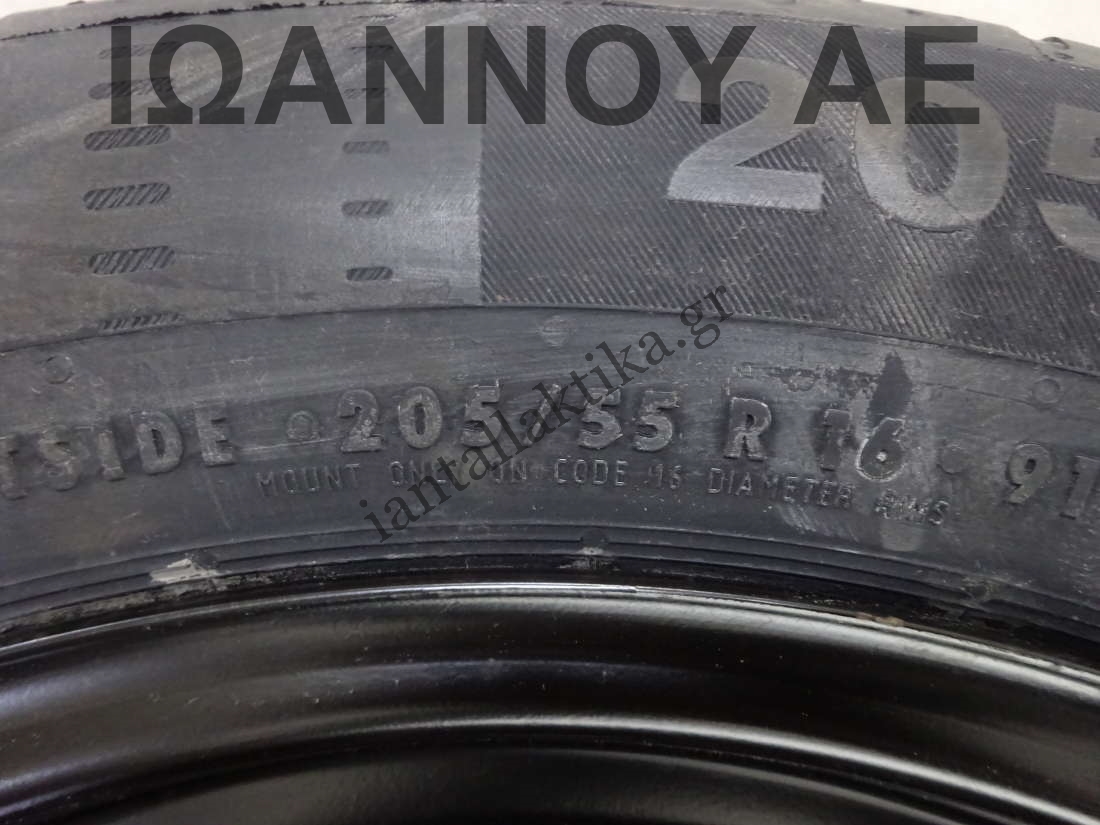 ΙΩΑΝΝΟΥ ΑΕ
205
TSIDE 205/55 R 16 91
MOUNT ONLY ON CODE 16 DIAMETER RIMS
iantallaktika.gr